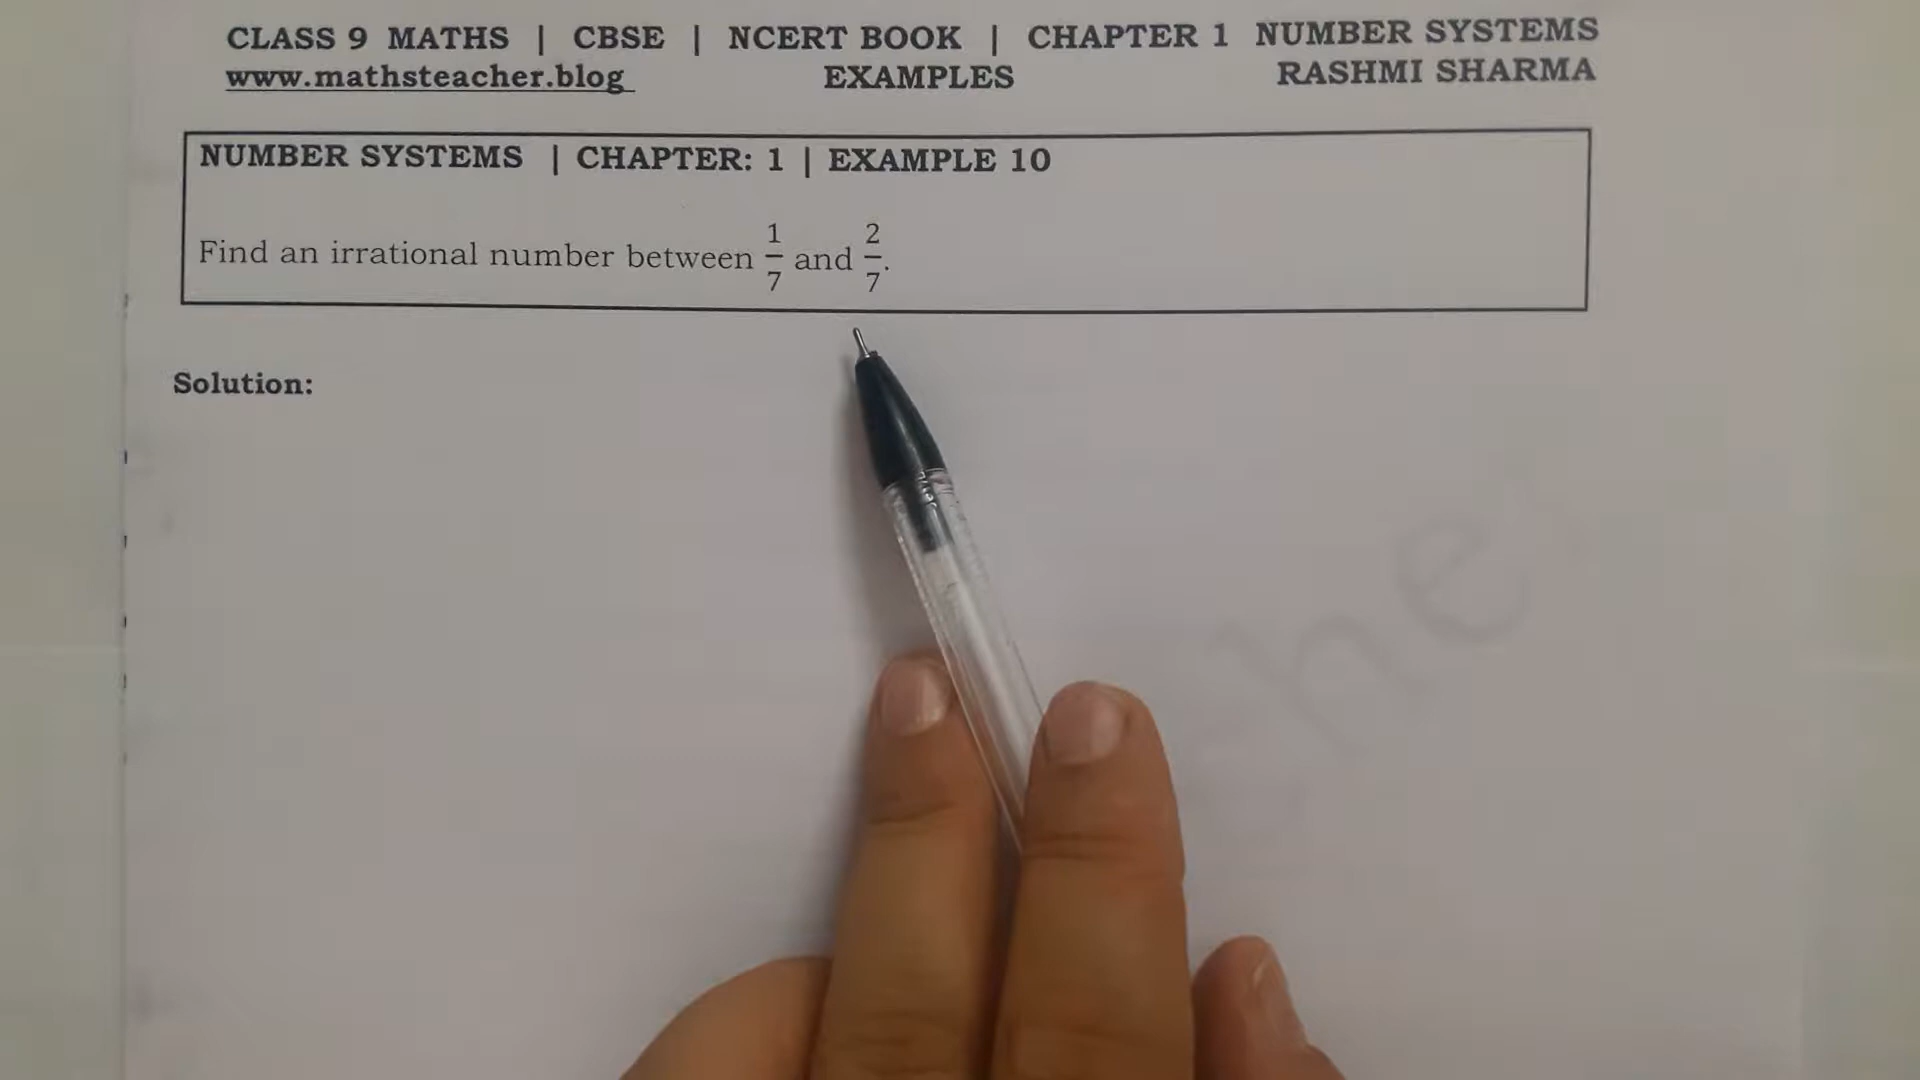 CLASS 9 MATHS | CBSE | NCERT BOOK | CHAPTER 1 NUMBER SYSTEMS
www.mathsteacher.blog EXAMPLES RASHMI SHARMA
NUMBER SYSTEMS | CHAPTER: 1 | EXAMPLE 10
Find an irrational number between 1/7 and 2/7.
Solution:
he